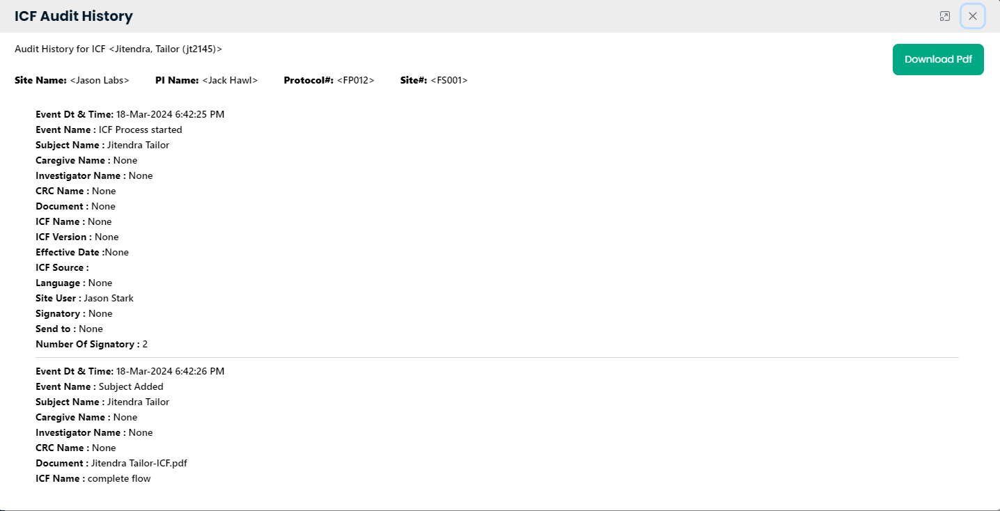 ICF Audit History
Audit History for ICF <Jitendra, Tailor (jt2145)>
Download Pdf
Site Name: <Jason Labs> PI Name: <Jack Hawl> Protocol#: <FP012> Site#: <FS001>
Event Dt & Time: 18-Mar-2024 6:42:25 PM
Event Name : ICF Process started
Subject Name : Jitendra Tailor
Caregive Name : None
Investigator Name : None
CRC Name : None
Document : None
ICF Name : None
ICF Version : None
Effective Date :None
ICF Source :
Language : None
Site User : Jason Stark
Signatory : None
Send to : None
Number Of Signatory : 2
Event Dt & Time: 18-Mar-2024 6:42:26 PM
Event Name : Subject Added
Subject Name : Jitendra Tailor
Caregive Name : None
Investigator Name : None
CRC Name : None
Document : Jitendra Tailor-ICF.pdf
ICF Name : complete flow